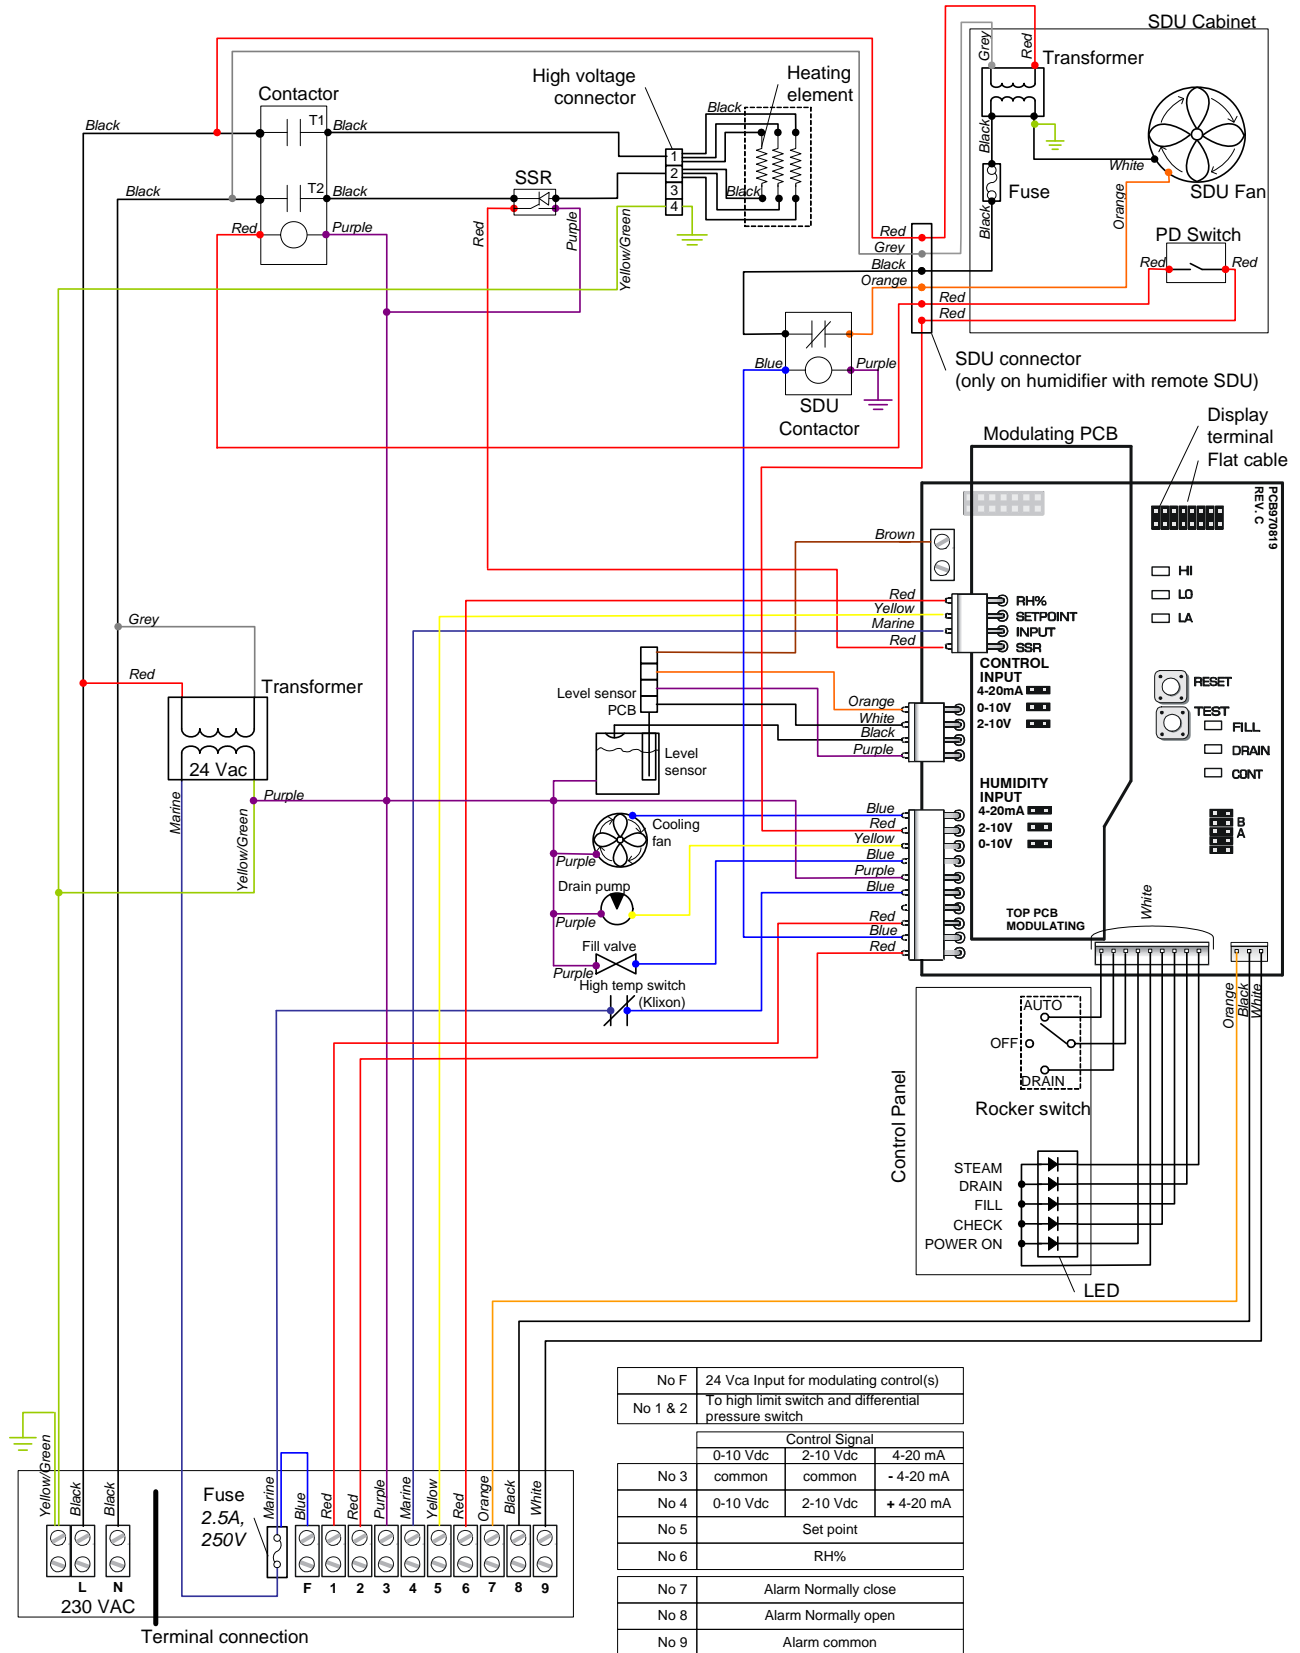 SDU Cabinet
Grey
Red
Transformer
High voltage
connector
Heating
element
Contactor
Black
T1
Black
Black
1
2
3
4
Black
Black
White
SDU Fan
Fuse
Black
Orange
Black
T2
Black
SSR
Red
Purple
Red
Purple
Yellow/Green
Red
Grey
Black
Orange
Red
Red
PD Switch
Red
Red
Blue
Purple
SDU
Contactor
SDU connector
(only on humidifier with remote SDU)
Display
terminal
Flat cable
Modulating PCB
PCB970819
REV. C
Brown
HI
LO
LA
Red
Yellow
Marine
Red
RH%
SETPOINT
INPUT
SSR
CONTROL
INPUT
4-20mA
0-10V
2-10V
RESET
TEST
FILL
DRAIN
CONT
Grey
Red
Transformer
24 Vac
Marine
Yellow/Green
Purple
Level sensor
PCB
Level
sensor
Orange
White
Black
Purple
HUMIDITY
INPUT
4-20mA
2-10V
0-10V
B
A
Blue
Red
Yellow
Blue
Purple
Blue
Red
Blue
Red
Cooling
fan
Purple
Drain pump
Purple
Fill valve
Purple
High temp switch
(Klixon)
TOP PCB
MODULATING
White
Orange
Black
White
Control Panel
AUTO
OFF
DRAIN
Rocker switch
STEAM
DRAIN
FILL
CHECK
POWER ON
LED
No F 24 Vca Input for modulating control(s)
No 1 & 2 To high limit switch and differential
pressure switch
Control Signal
0-10 Vdc 2-10 Vdc 4-20 mA
No 3 common common - 4-20 mA
No 4 0-10 Vdc 2-10 Vdc + 4-20 mA
No 5 Set point
No 6 RH%
No 7 Alarm Normally close
No 8 Alarm Normally open
No 9 Alarm common
Yellow/Green
Black
Black
Fuse
2.5A,
250V
Marine
Blue
Red
Red
Purple
Marine
Yellow
Red
Orange
Black
White
L N F 1 2 3 4 5 6 7 8 9
230 VAC
Terminal connection